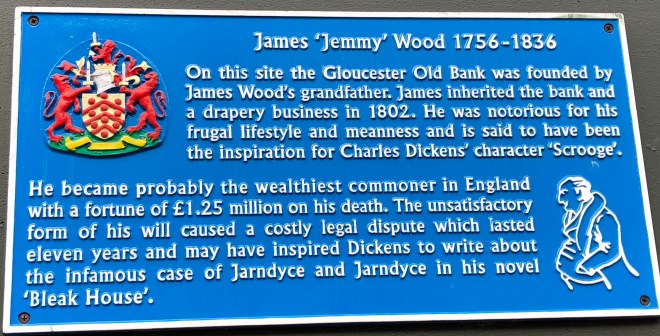 James 'Jemmy' Wood 1756-1836
On this site the Gloucester Old Bank was founded by
James Wood's grandfather. James inherited the bank and
a drapery business in 1802. He was notorious for his
frugal lifestyle and meanness and is said to have been
the inspiration for Charles Dickens' character 'Scrooge'.
He became probably the wealthiest commoner in England
with a fortune of £1.25 million on his death. The unsatisfactory
form of his will caused a costly legal dispute which lasted
eleven years and may have inspired Dickens to write about
the infamous case of Jarndyce and Jarndyce in his novel
'Bleak House'.